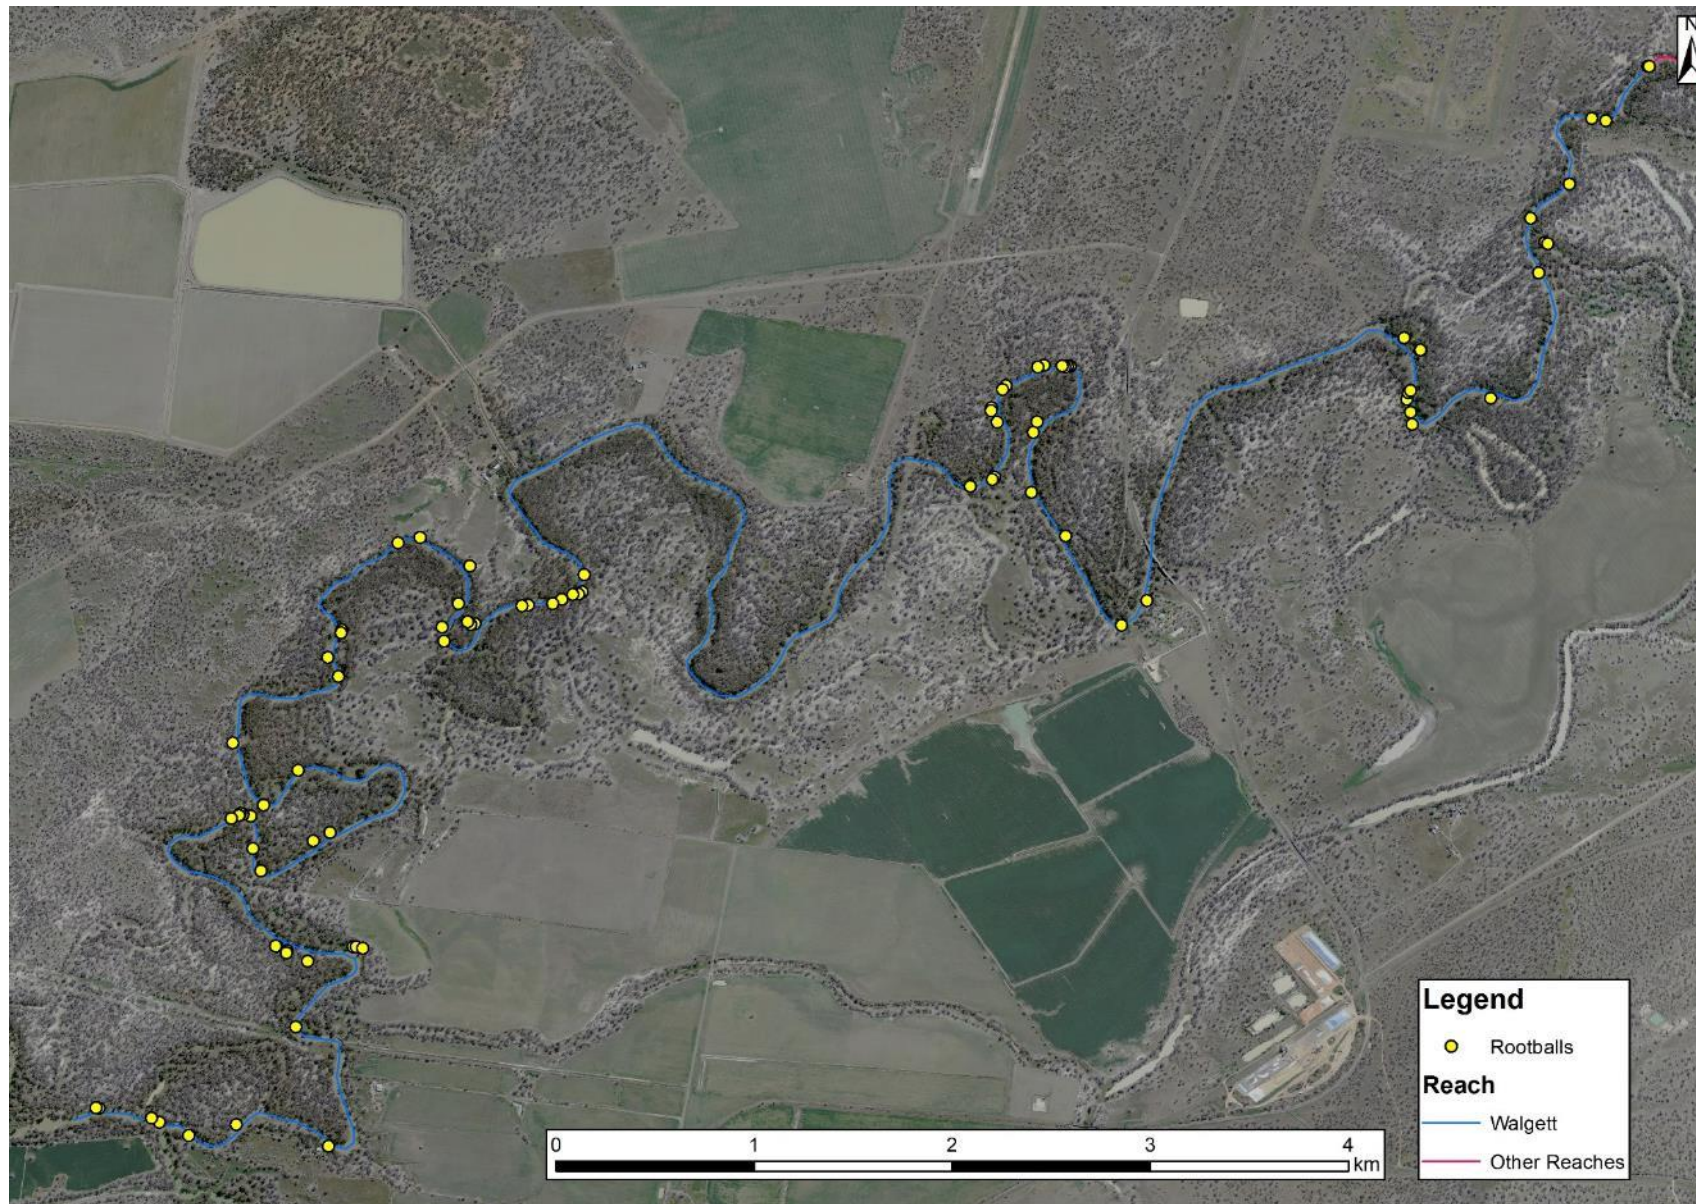 N
Legend
Rootballs
Reach
Walgett
Other Reaches
0 1 2 3 4
km